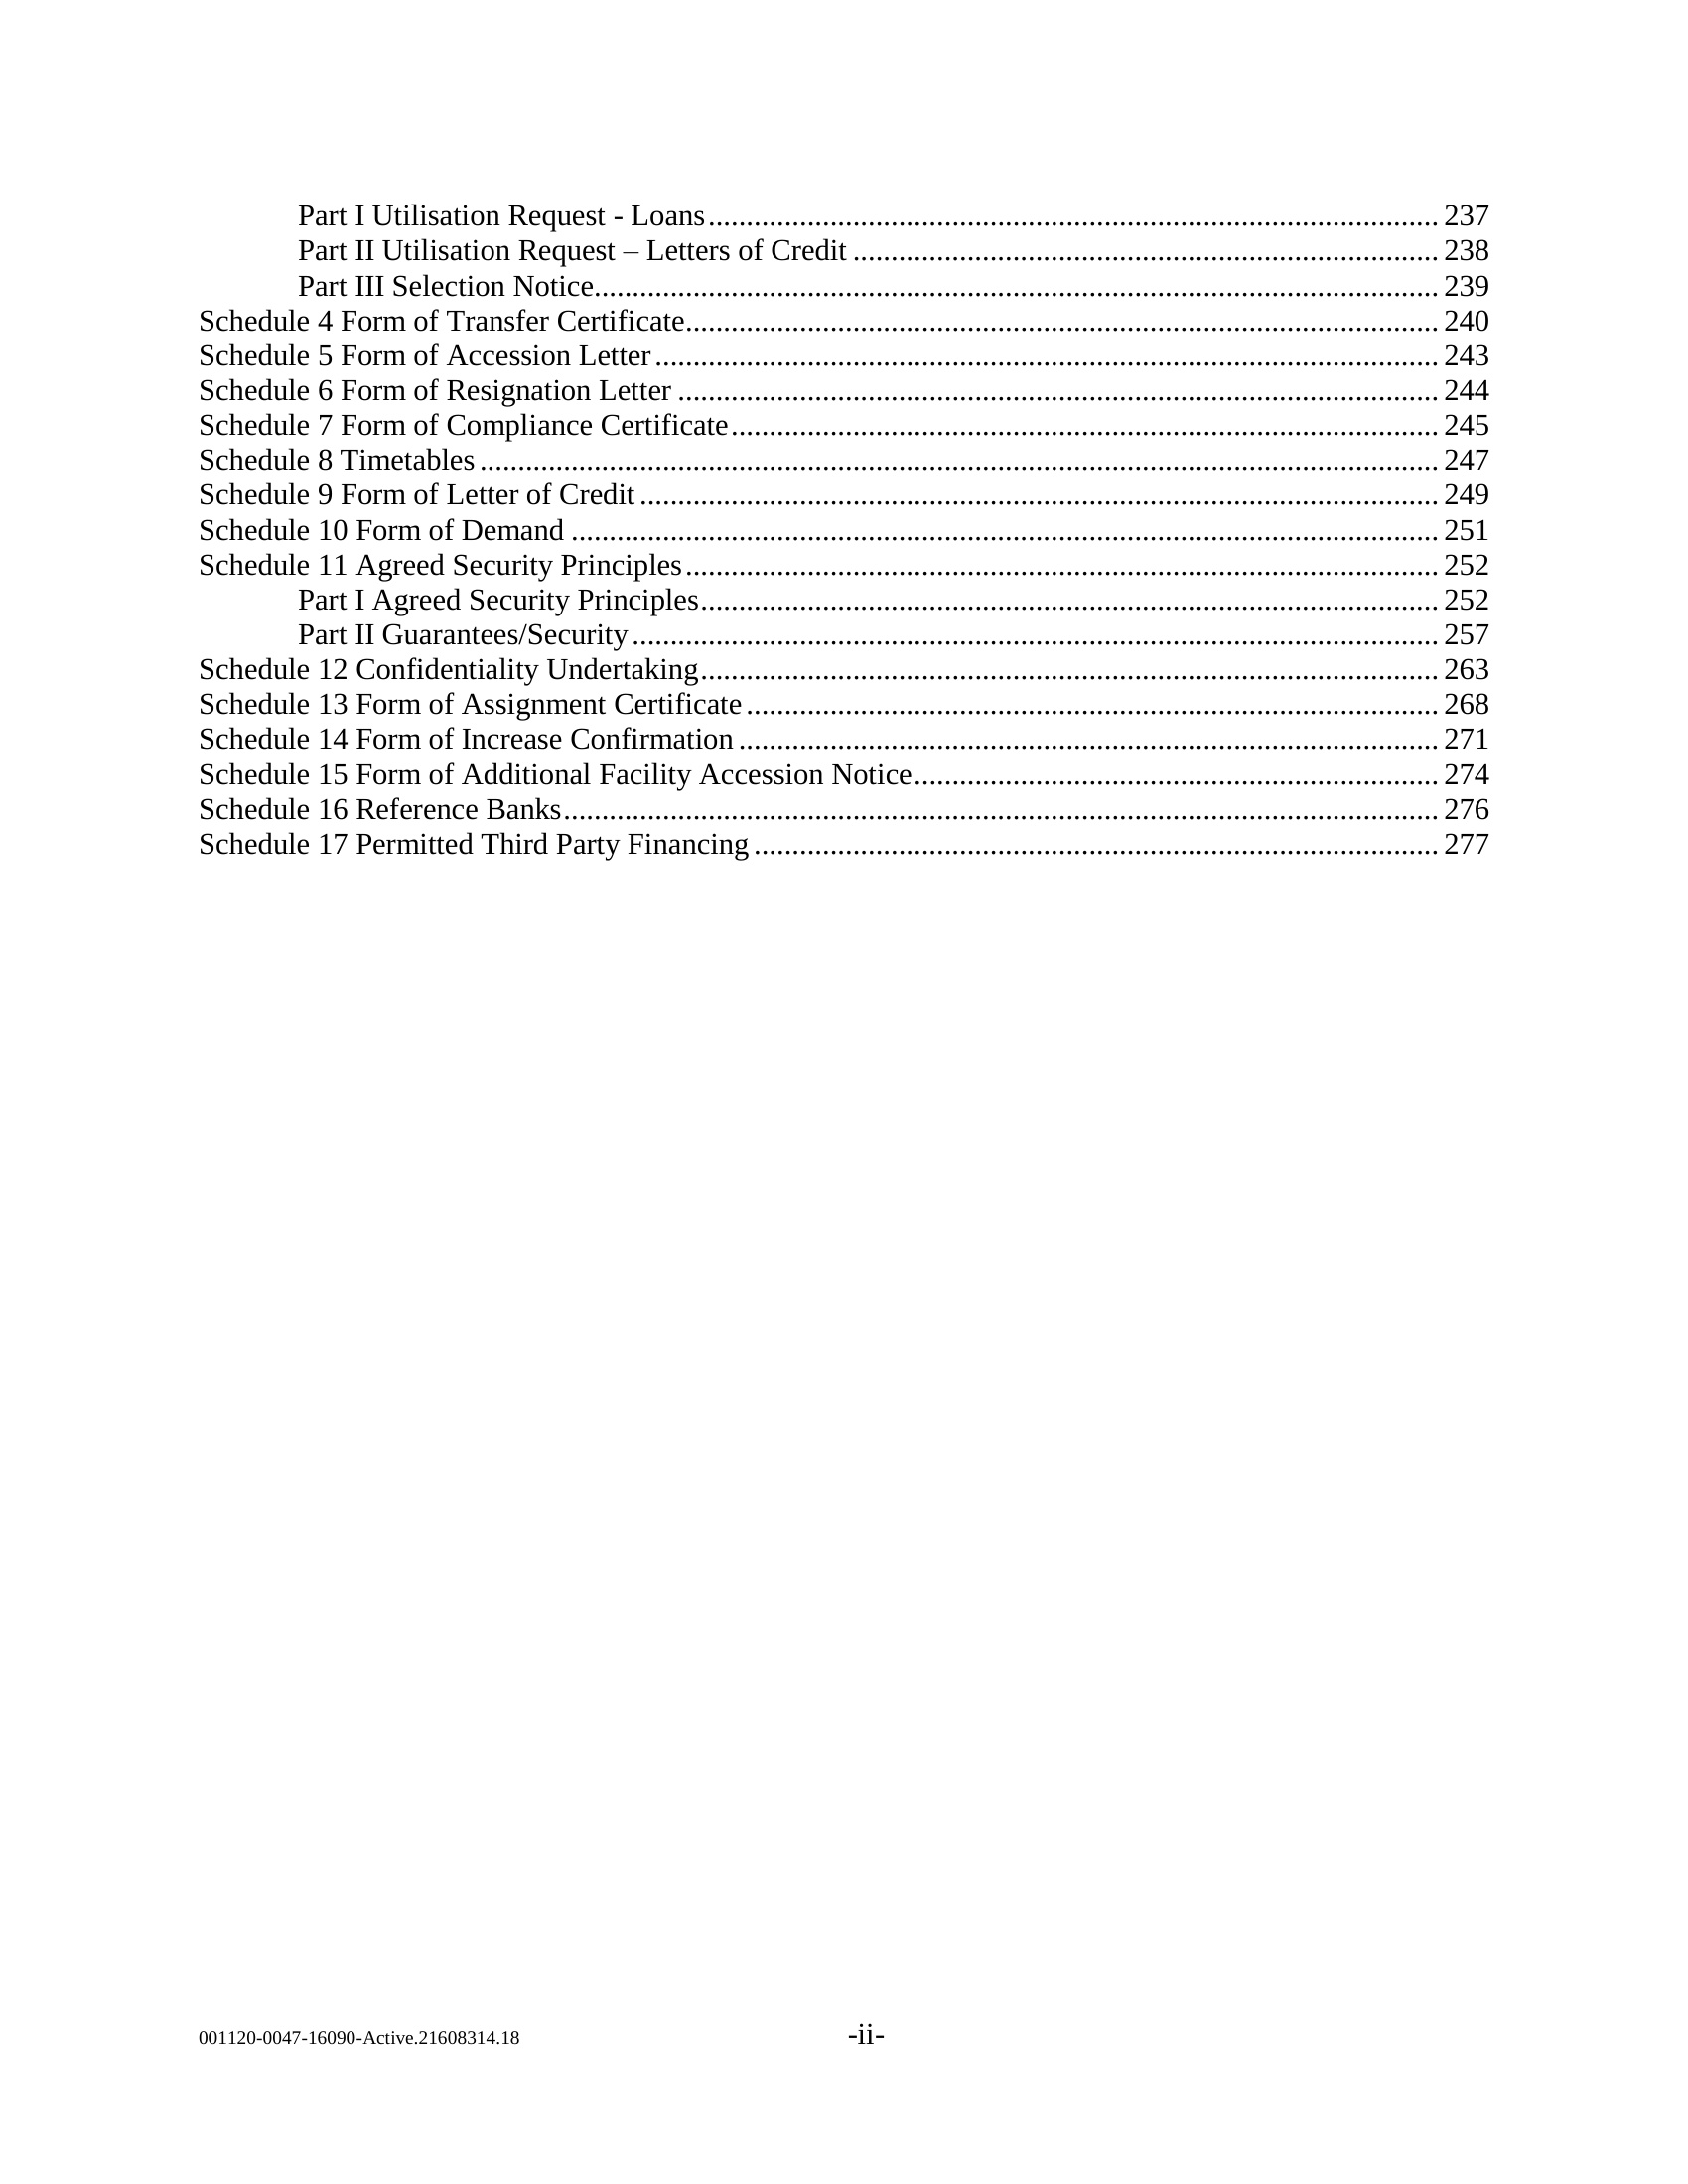 Part I Utilisation Request - Loans ........ 237
Part II Utilisation Request – Letters of Credit ........ 238
Part III Selection Notice ........ 239
Schedule 4 Form of Transfer Certificate ........ 240
Schedule 5 Form of Accession Letter ........ 243
Schedule 6 Form of Resignation Letter ........ 244
Schedule 7 Form of Compliance Certificate ........ 245
Schedule 8 Timetables ........ 247
Schedule 9 Form of Letter of Credit ........ 249
Schedule 10 Form of Demand ........ 251
Schedule 11 Agreed Security Principles ........ 252
Part I Agreed Security Principles ........ 252
Part II Guarantees/Security ........ 257
Schedule 12 Confidentiality Undertaking ........ 263
Schedule 13 Form of Assignment Certificate ........ 268
Schedule 14 Form of Increase Confirmation ........ 271
Schedule 15 Form of Additional Facility Accession Notice ........ 274
Schedule 16 Reference Banks ........ 276
Schedule 17 Permitted Third Party Financing ........ 277
001120-0047-16090-Active.21608314.18 -ii-